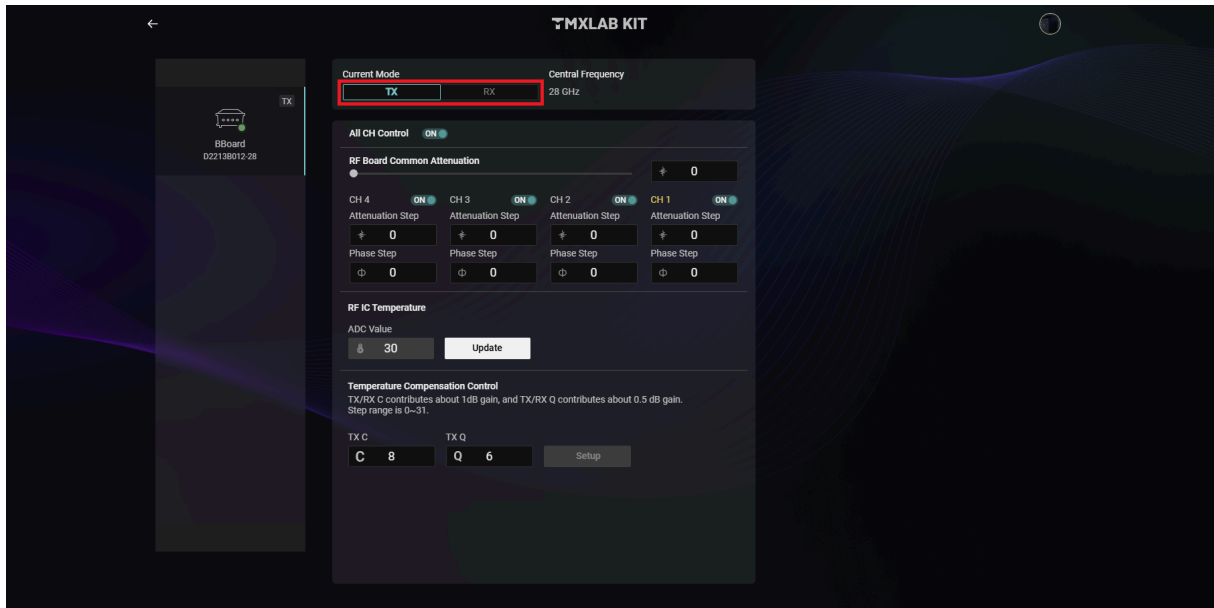 ← TMXLAB KIT
TX
BBoard
D2213B012-28
Current Mode Central Frequency
TX RX 28 GHz
All CH Control ON
RF Board Common Attenuation
0
CH 4 ON CH 3 ON CH 2 ON CH 1 ON
Attenuation Step Attenuation Step Attenuation Step Attenuation Step
0 0 0 0
Phase Step Phase Step Phase Step Phase Step
Φ 0 Φ 0 Φ 0 Φ 0
RF IC Temperature
ADC Value
30 Update
Temperature Compensation Control
TX/RX C contributes about 1dB gain, and TX/RX Q contributes about 0.5 dB gain.
Step range is 0~31.
TX C TX Q
C 8 Q 6 Setup